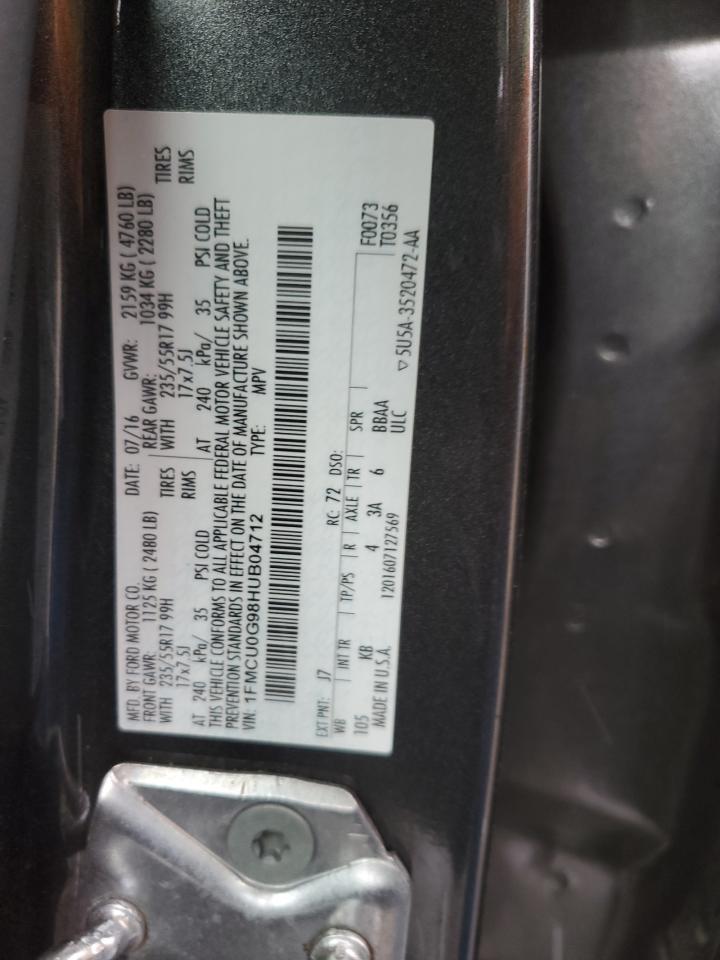 MFD. BY FORD MOTOR CO. DATE: 07/16 GVWR: 2159 KG ( 4760 LB)
FRONT GAWR: 1125 KG ( 2480 LB) REAR GAWR: 1034 KG ( 2280 LB)
WITH 235/55R17 99H TIRES WITH 235/55R17 99H TIRES
17x7.5J RIMS 17x7.5J RIMS
AT 240 kPa/ 35 PSI COLD AT 240 kPa/ 35 PSI COLD
THIS VEHICLE CONFORMS TO ALL APPLICABLE FEDERAL MOTOR VEHICLE SAFETY AND THEFT
PREVENTION STANDARDS IN EFFECT ON THE DATE OF MANUFACTURE SHOWN ABOVE.
VIN: 1FMCU0G98HUB04712 TYPE: MPV
EXT PNT: J7 RC: 72 DSO:
WB INT TR TP/PS R AXLE TR SPR F0073
105 KB 4 3A 6 BBAA T0356
MADE IN U.S.A. 1201607127569 ULC ▽5U5A-3520472-AA